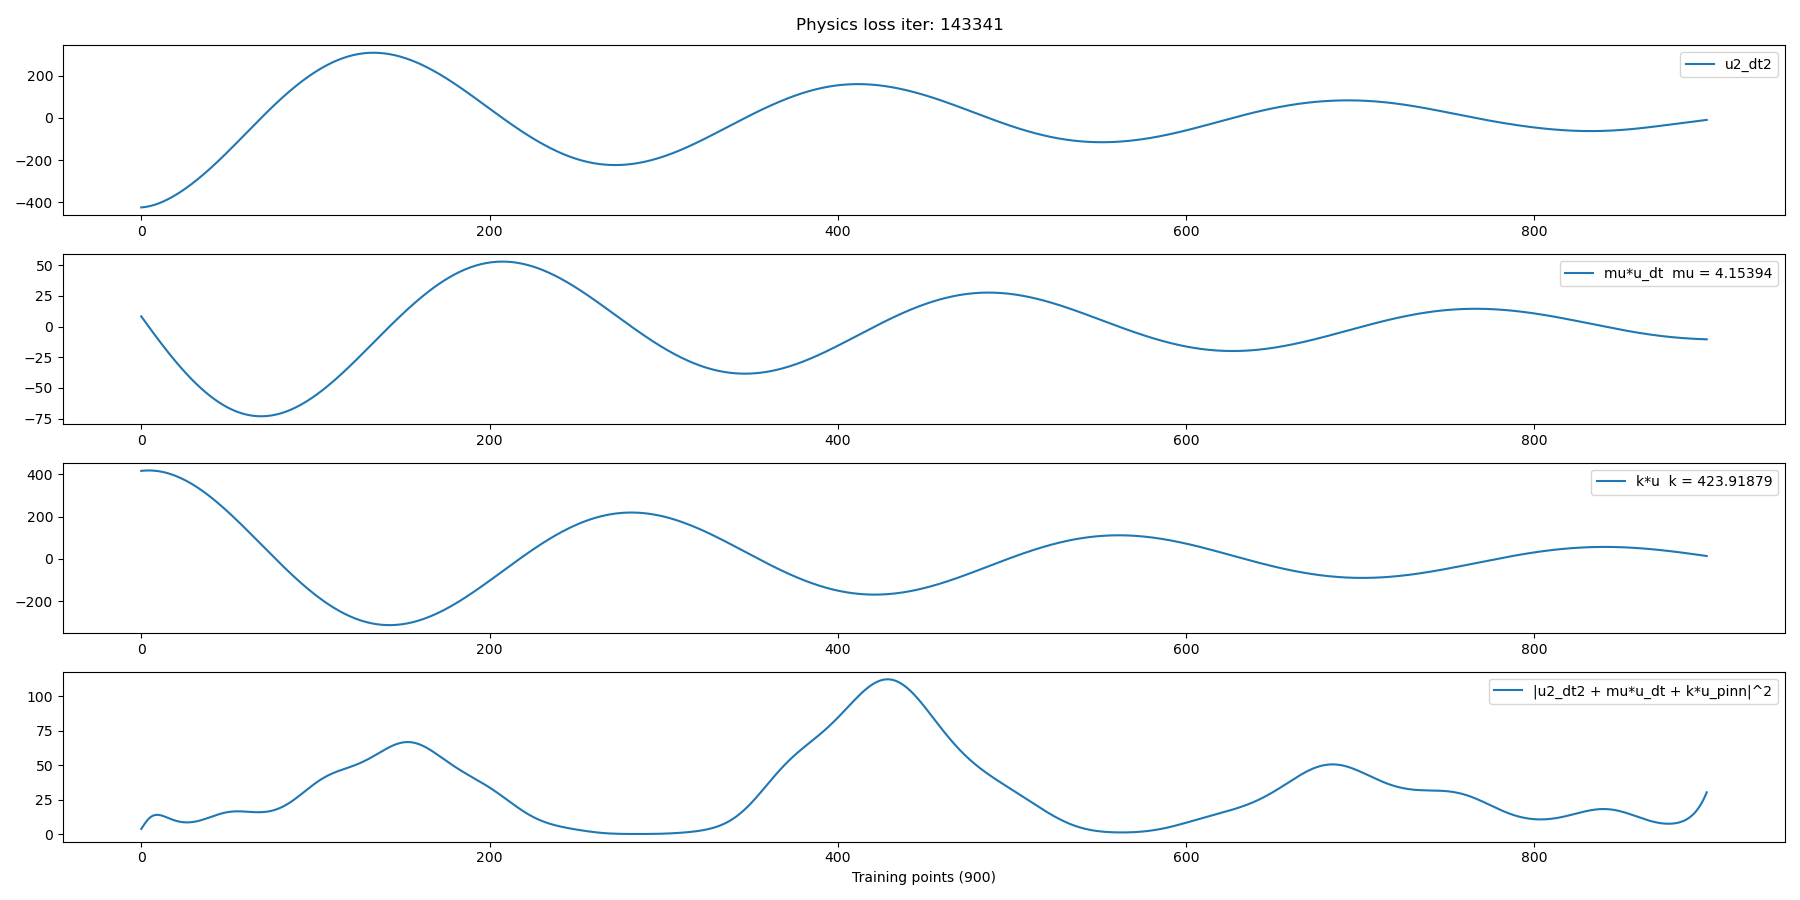 Physics loss iter: 143341
u2_dt2
200
0
−200
−400
0 200 400 600 800
mu*u_dt  mu = 4.15394
50
25
0
−25
−50
−75
0 200 400 600 800
k*u  k = 423.91879
400
200
0
−200
0 200 400 600 800
|u2_dt2 + mu*u_dt + k*u_pinn|^2
100
75
50
25
0
0 200 400 600 800
Training points (900)